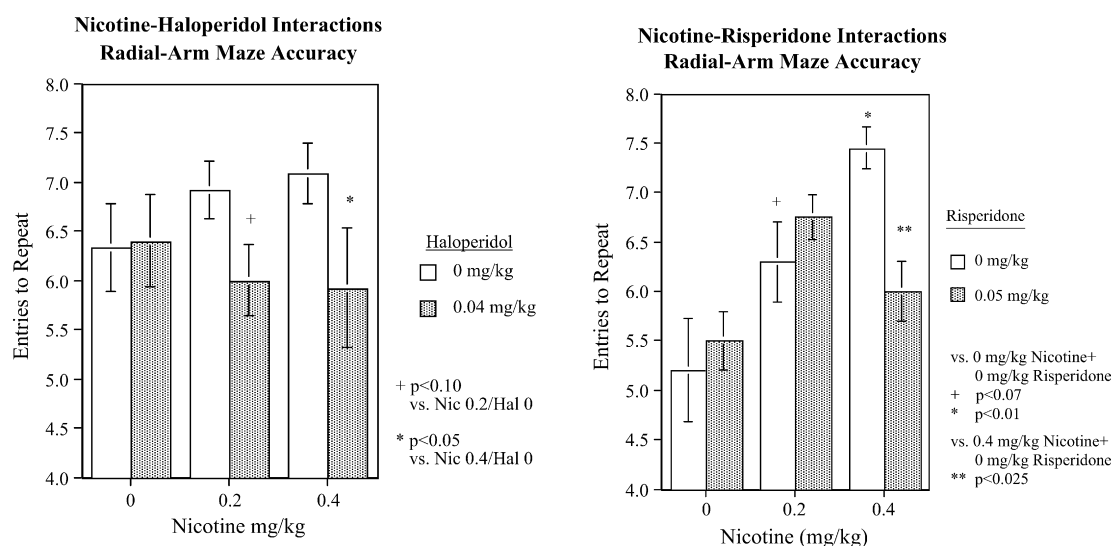 Nicotine-Haloperidol Interactions
Radial-Arm Maze Accuracy
8.0
7.5
7.0
6.5
6.0
5.5
5.0
4.5
4.0
Entries to Repeat
0
0.2
0.4
Nicotine mg/kg
+
*
Haloperidol
0 mg/kg
0.04 mg/kg
+ p<0.10
vs. Nic 0.2/Hal 0
* p<0.05
vs. Nic 0.4/Hal 0
Nicotine-Risperidone Interactions
Radial-Arm Maze Accuracy
8.0
7.5
7.0
6.5
6.0
5.5
5.0
4.5
4.0
Entries to Repeat
0
0.2
0.4
Nicotine (mg/kg)
+
*
**
Risperidone
0 mg/kg
0.05 mg/kg
vs. 0 mg/kg Nicotine+
0 mg/kg Risperidone
+ p<0.07
* p<0.01
vs. 0.4 mg/kg Nicotine+
0 mg/kg Risperidone
** p<0.025